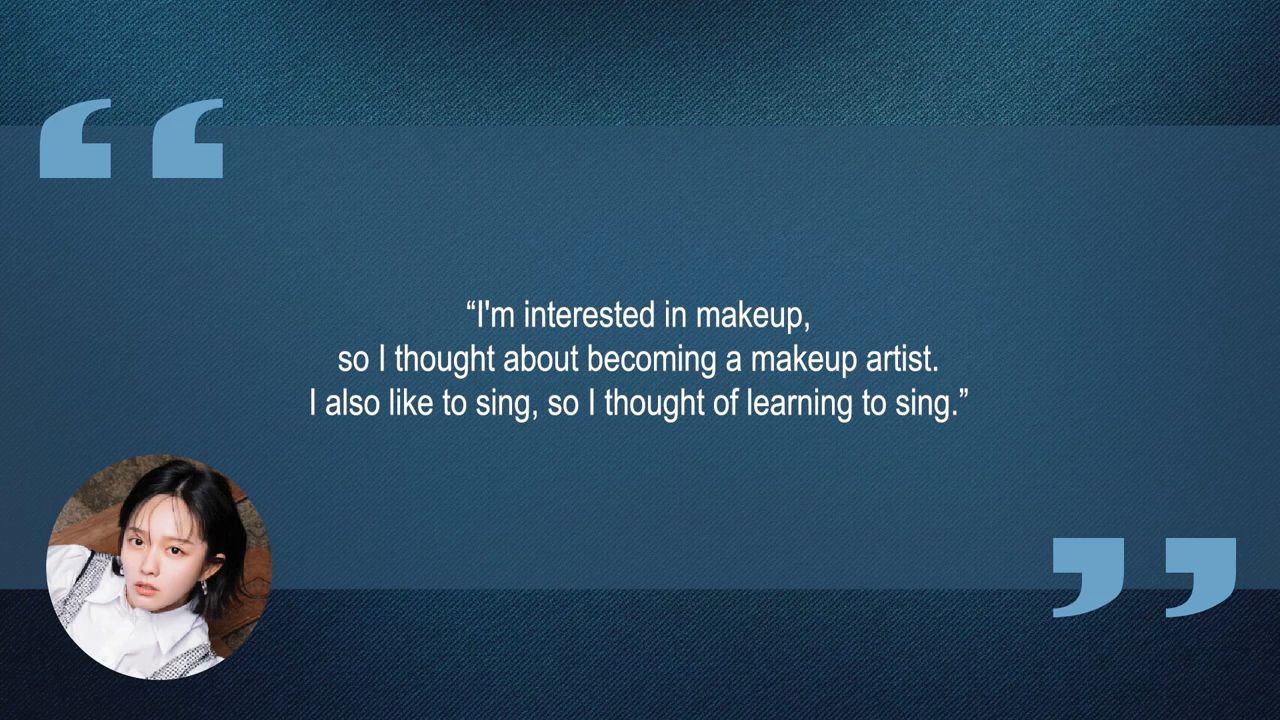 “I'm interested in makeup,
so I thought about becoming a makeup artist.
I also like to sing, so I thought of learning to sing.”